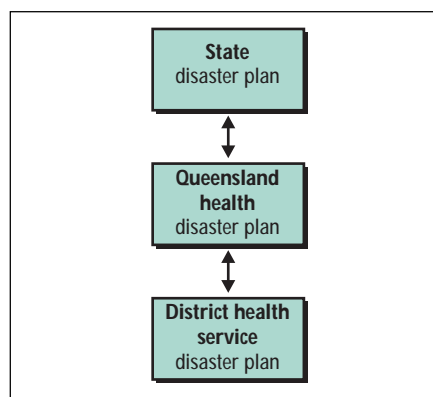 State
disaster plan
Queensland
health
disaster plan
District health
service
disaster plan